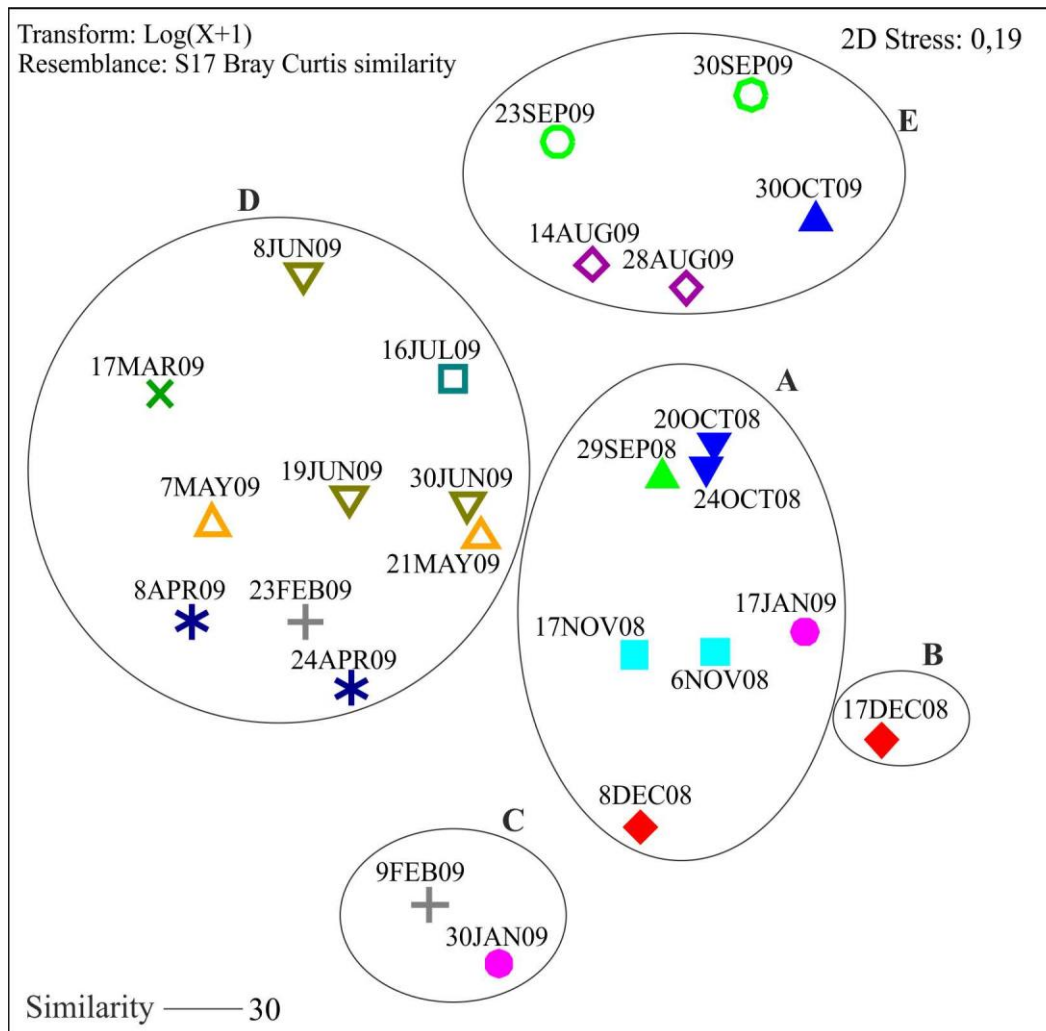 Transform: Log(X+1)
Resemblance: S17 Bray Curtis similarity
2D Stress: 0,19
30SEP09
23SEP09
E
30OCT09
14AUG09
28AUG09
D
8JUN09
17MAR09
16JUL09
19JUN09
30JUN09
7MAY09
21MAY09
8APR09
23FEB09
24APR09
A
20OCT08
29SEP08
24OCT08
17JAN09
17NOV08
6NOV08
8DEC08
B
17DEC08
C
9FEB09
30JAN09
Similarity 30